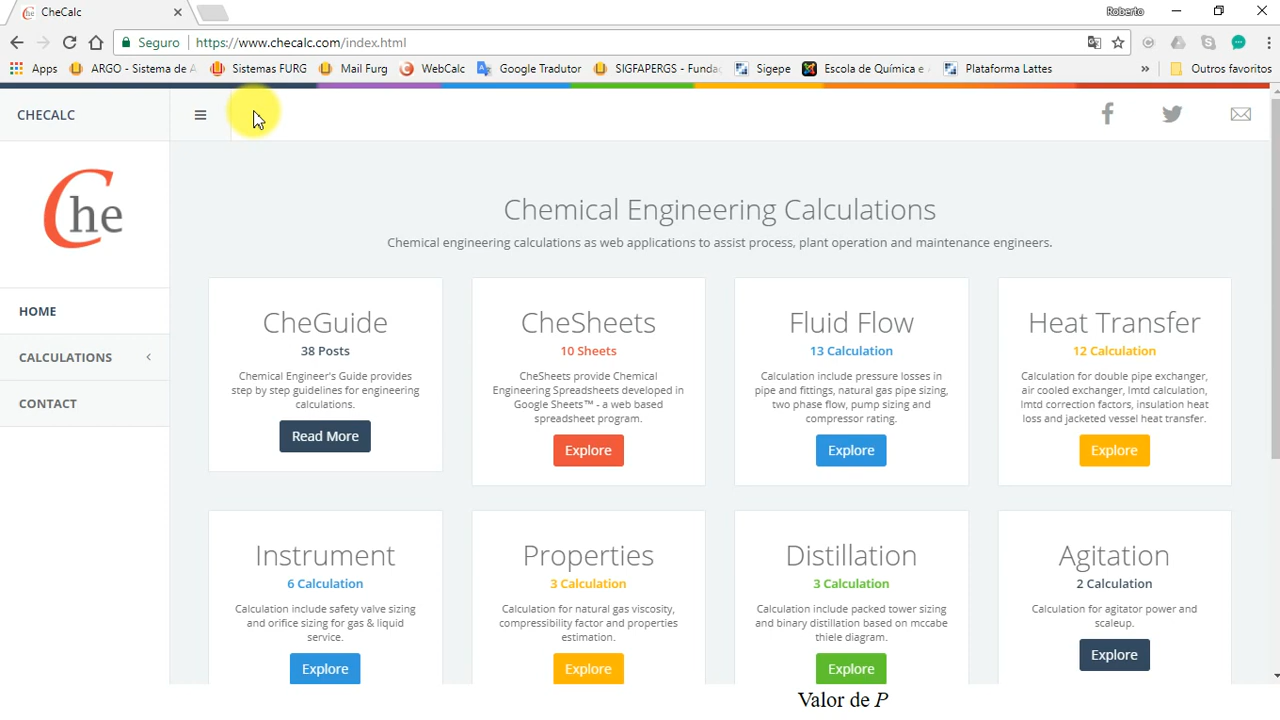 CheCalc
Roberto
Seguro https://www.checalc.com/index.html
Apps ARGO - Sistema de A Sistemas FURG Mail Furg WebCalc Google Tradutor SIGFAPERGS - Funda Sigepe Escola de Química e Plataforma Lattes » Outros favoritos
CHECALC
Che
HOME
CALCULATIONS
CONTACT
Chemical Engineering Calculations
Chemical engineering calculations as web applications to assist process, plant operation and maintenance engineers.
CheGuide
38 Posts
Chemical Engineer's Guide provides
step by step guidelines for engineering
calculations.
Read More
CheSheets
10 Sheets
CheSheets provide Chemical
Engineering Spreadsheets developed in
Google Sheets™ - a web based
spreadsheet program.
Explore
Fluid Flow
13 Calculation
Calculation include pressure losses in
pipe and fittings, natural gas pipe sizing,
two phase flow, pump sizing and
compressor rating.
Explore
Heat Transfer
12 Calculation
Calculation for double pipe exchanger,
air cooled exchanger, lmtd calculation,
lmtd correction factors, insulation heat
loss and jacketed vessel heat transfer.
Explore
Instrument
6 Calculation
Calculation include safety valve sizing
and orifice sizing for gas & liquid
service.
Explore
Properties
3 Calculation
Calculation for natural gas viscosity,
compressibility factor and properties
estimation.
Explore
Distillation
3 Calculation
Calculation include packed tower sizing
and binary distillation based on mccabe
thiele diagram.
Explore
Agitation
2 Calculation
Calculation for agitator power and
scaleup.
Explore
Valor de P